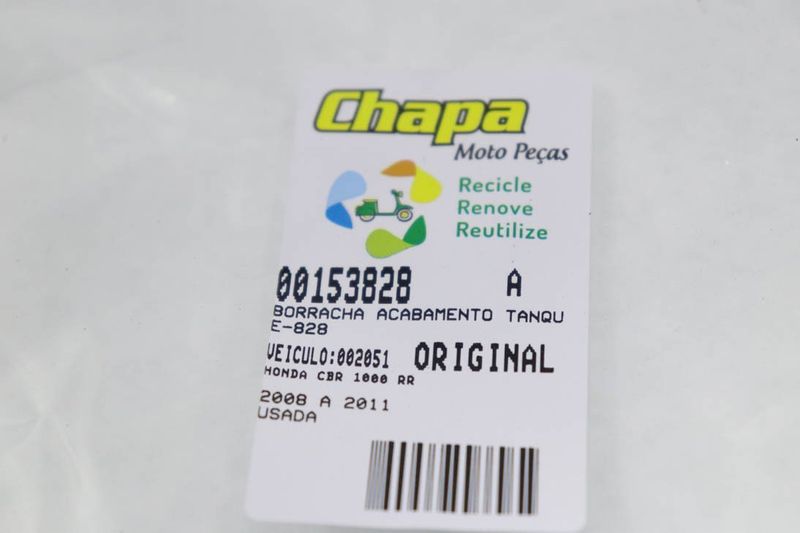 Chapa
Moto Peças
Recicle
Renove
Reutilize
00153828 A
BORRACHA ACABAMENTO TANQU
E-828
VEICULO:002051 ORIGINAL
HONDA CBR 1000 RR
2008 A 2011
USADA